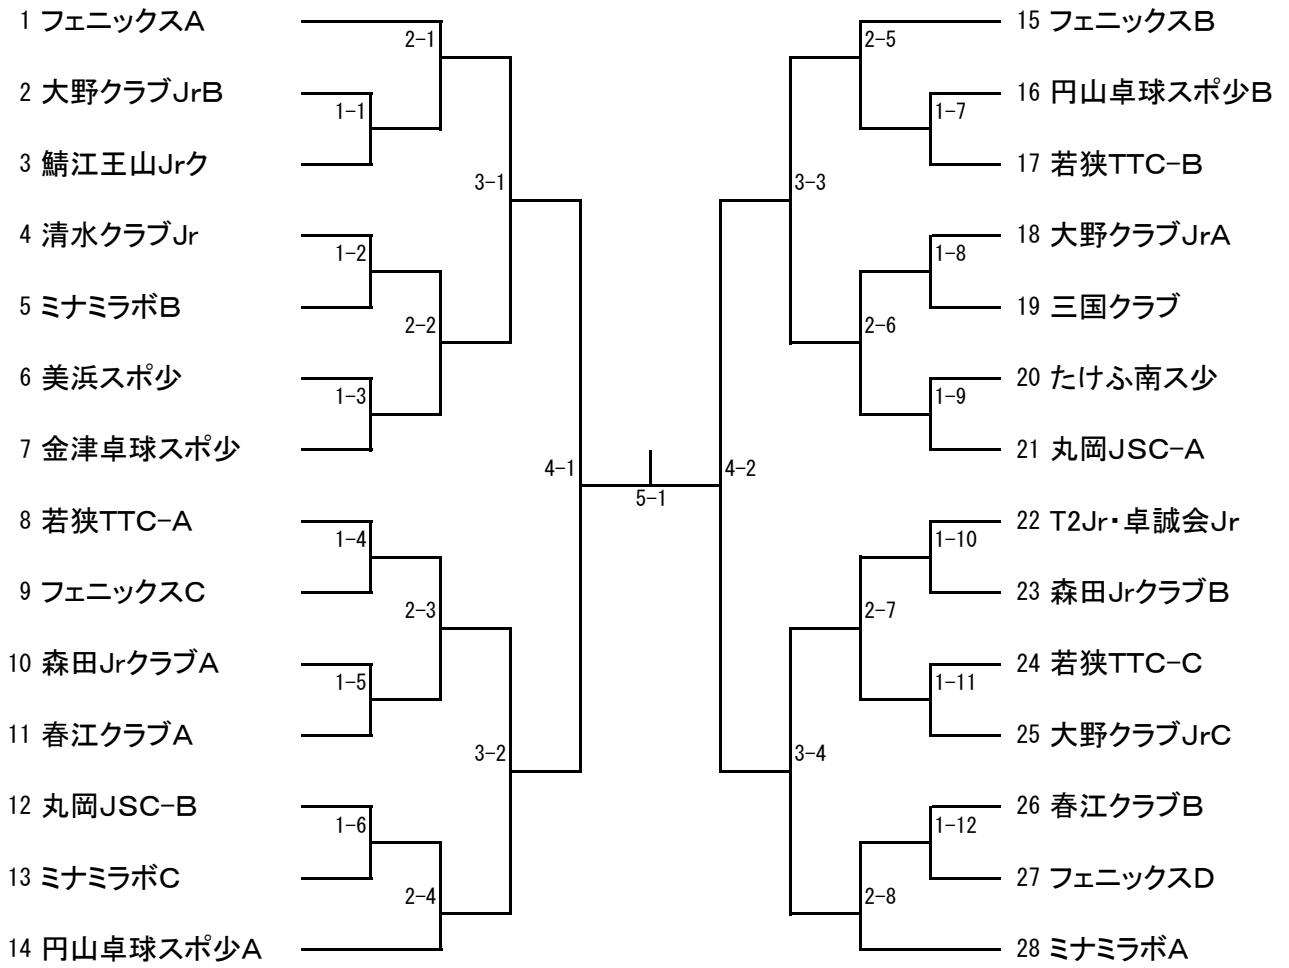 1 フェニックスA
2-1
2 大野クラブJrB
1-1
3 鯖江王山Jrク
3-1
4 清水クラブJr
1-2
5 ミナミラボB
2-2
6 美浜スポ少
1-3
7 金津卓球スポ少
4-1
8 若狭TTC-A
1-4
9 フェニックスC
2-3
10 森田JrクラブA
1-5
11 春江クラブA
3-2
12 丸岡JSC-B
1-6
13 ミナミラボC
2-4
14 円山卓球スポ少A
5-1
15 フェニックスB
2-5
16 円山卓球スポ少B
1-7
17 若狭TTC-B
3-3
18 大野クラブJrA
1-8
19 三国クラブ
2-6
20 たけふ南ス少
1-9
21 丸岡JSC-A
4-2
22 T2Jr・卓誠会Jr
1-10
23 森田JrクラブB
2-7
24 若狭TTC-C
1-11
25 大野クラブJrC
3-4
26 春江クラブB
1-12
27 フェニックスD
2-8
28 ミナミラボA